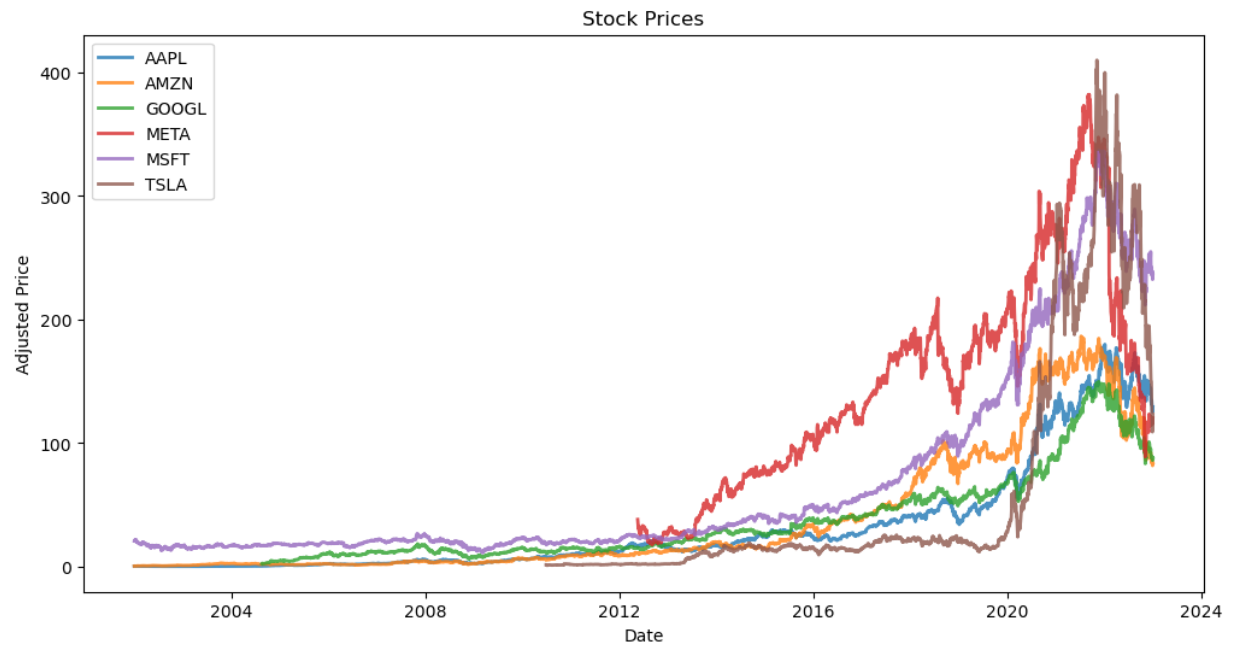 Stock Prices
AAPL
AMZN
GOOGL
META
MSFT
TSLA
Adjusted Price
400
300
200
100
0
2004 2008 2012 2016 2020 2024
Date